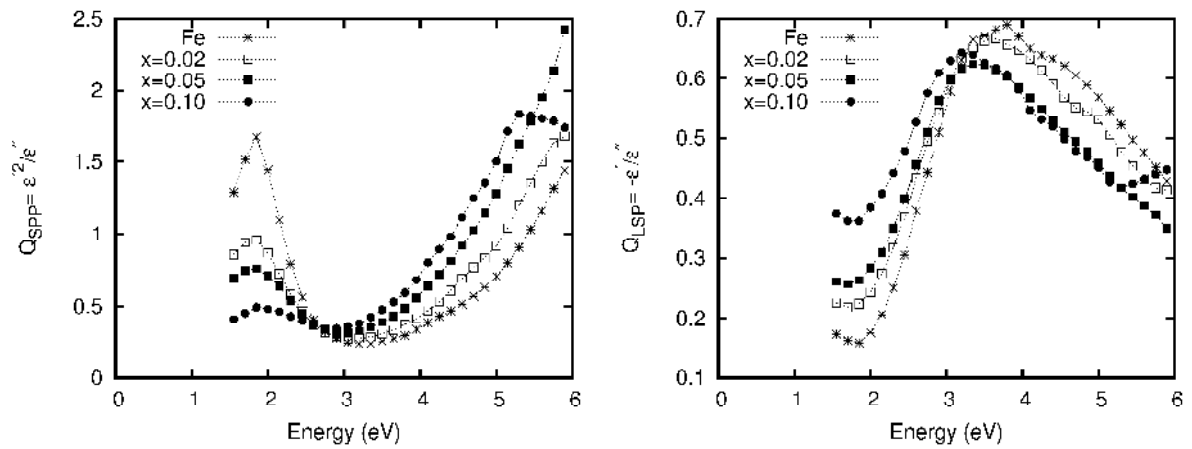 2.5
2
1.5
1
0.5
0
Q_SPP= ε'²/ε''
Fe
x=0.02
x=0.05
x=0.10
0 1 2 3 4 5 6
Energy (eV)
0.7
0.6
0.5
0.4
0.3
0.2
0.1
Q_LSP= -ε'/ε''
Fe
x=0.02
x=0.05
x=0.10
0 1 2 3 4 5 6
Energy (eV)